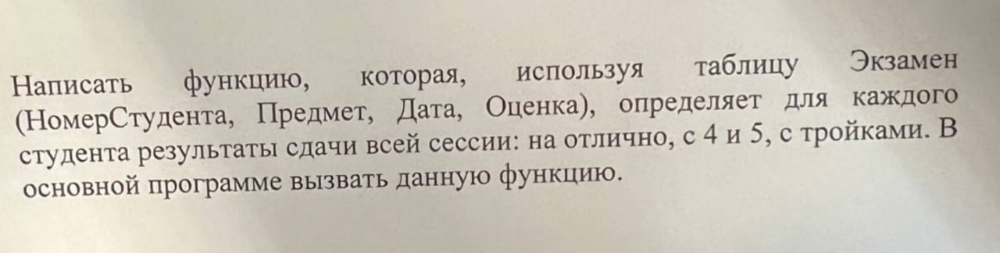 Написать функцию, которая, используя таблицу Экзамен
(НомерСтудента, Предмет, Дата, Оценка), определяет для каждого
студента результаты сдачи всей сессии: на отлично, с 4 и 5, с тройками. В
основной программе вызвать данную функцию.